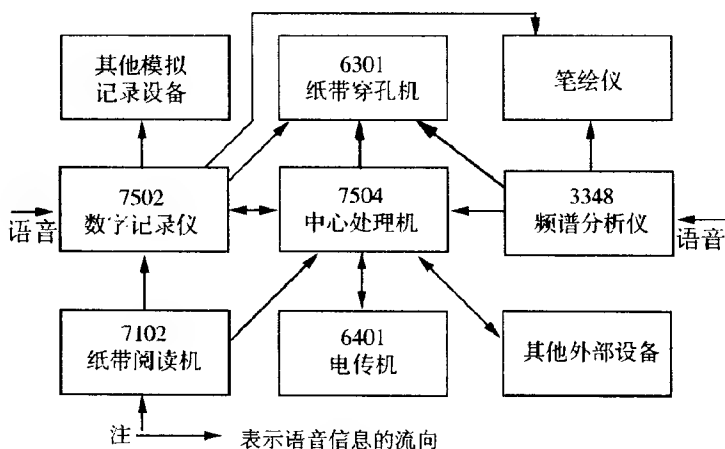 其他模拟
记录设备
6301
纸带穿孔机
笔绘仪
7502
数字记录仪
7504
中心处理机
3348
频谱分析仪
语音
语音
7102
纸带阅读机
6401
电传机
其他外部设备
注
表示语音信息的流向